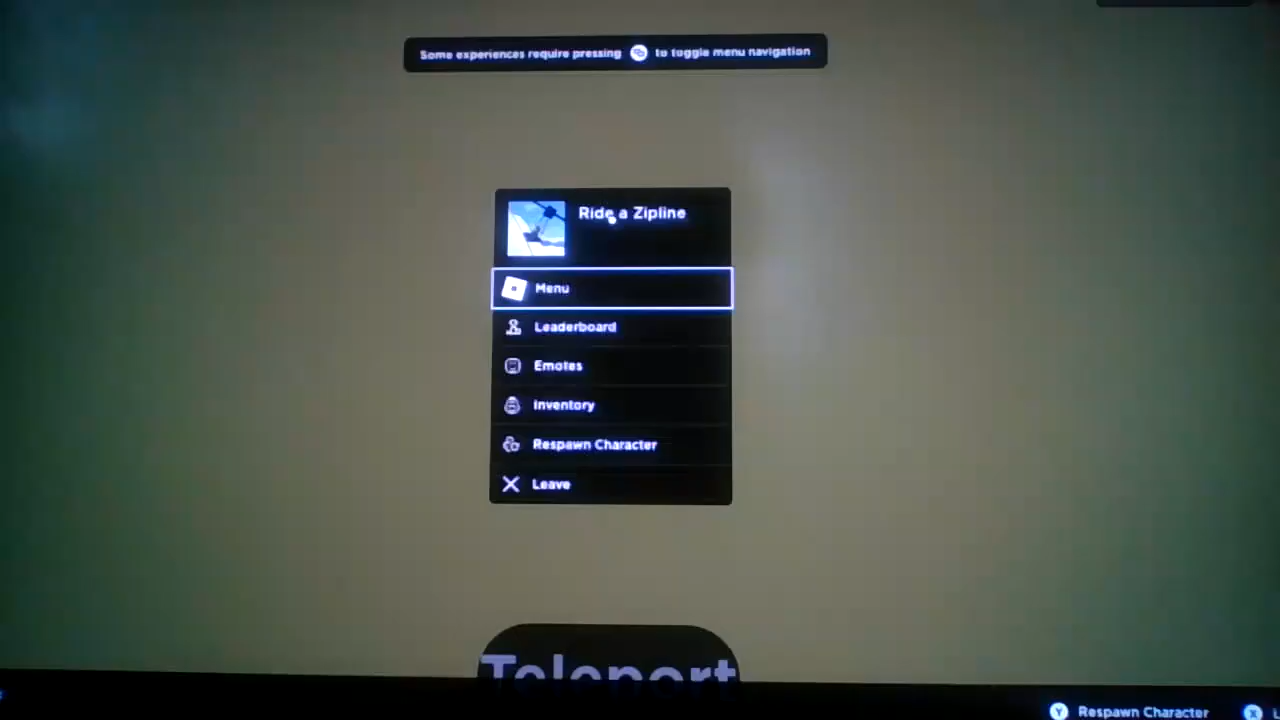 Some experiences require pressing to toggle menu navigation
Ride a Zipline
Menu
Leaderboard
Emotes
Inventory
Respawn Character
Leave
Teleport
Y Respawn Character X